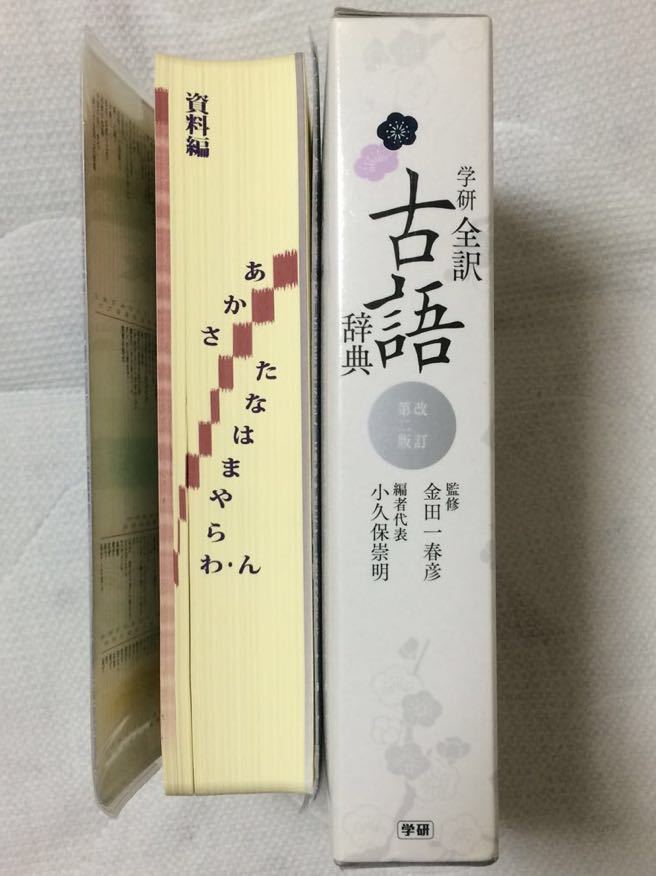 資料編
あ
か
さ
た
な
は
ま
や
ら
わ・ん
学研
全訳
古語
辞典
改訂
第二版
監修
金田一春彦
編者代表
小久保崇明
学研